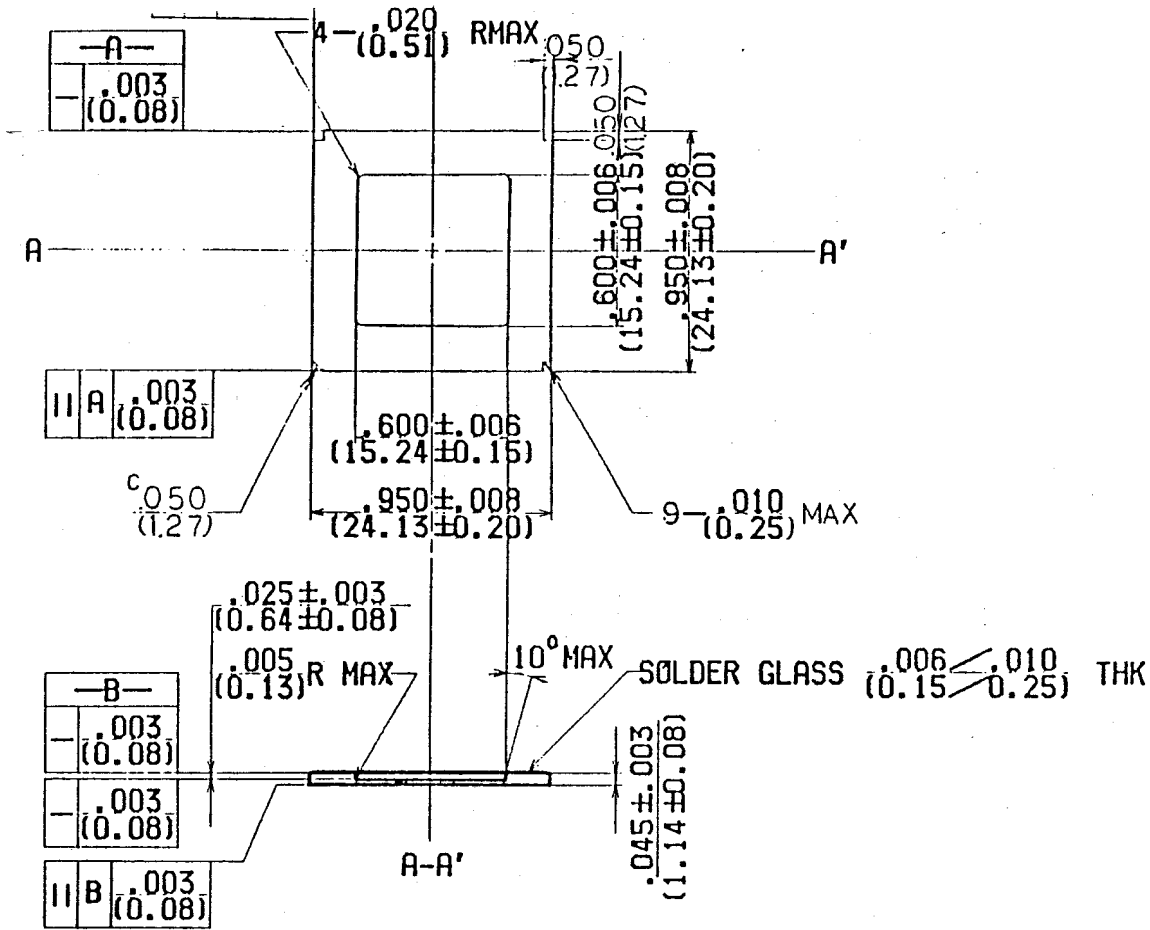 4-.020
(0.51) RMAX
.050
(1.27)
—A—
— .003
(0.08)
.050
(1.27)
.600±.006
(15.24±0.15)
.950±.008
(24.13±0.20)
A
A'
|| A .003
(0.08)
.600±.006
(15.24±0.15)
C .050
(1.27)
.950±.008
(24.13±0.20)
9-.010
(0.25) MAX
.025±.003
(0.64±0.08)
.005
(0.13) R MAX
10° MAX
SOLDER GLASS .006/.010
(0.15/0.25) THK
—B—
— .003
(0.08)
— .003
(0.08)
.045±.003
(1.14±0.08)
|| B .003
(0.08)
A-A'